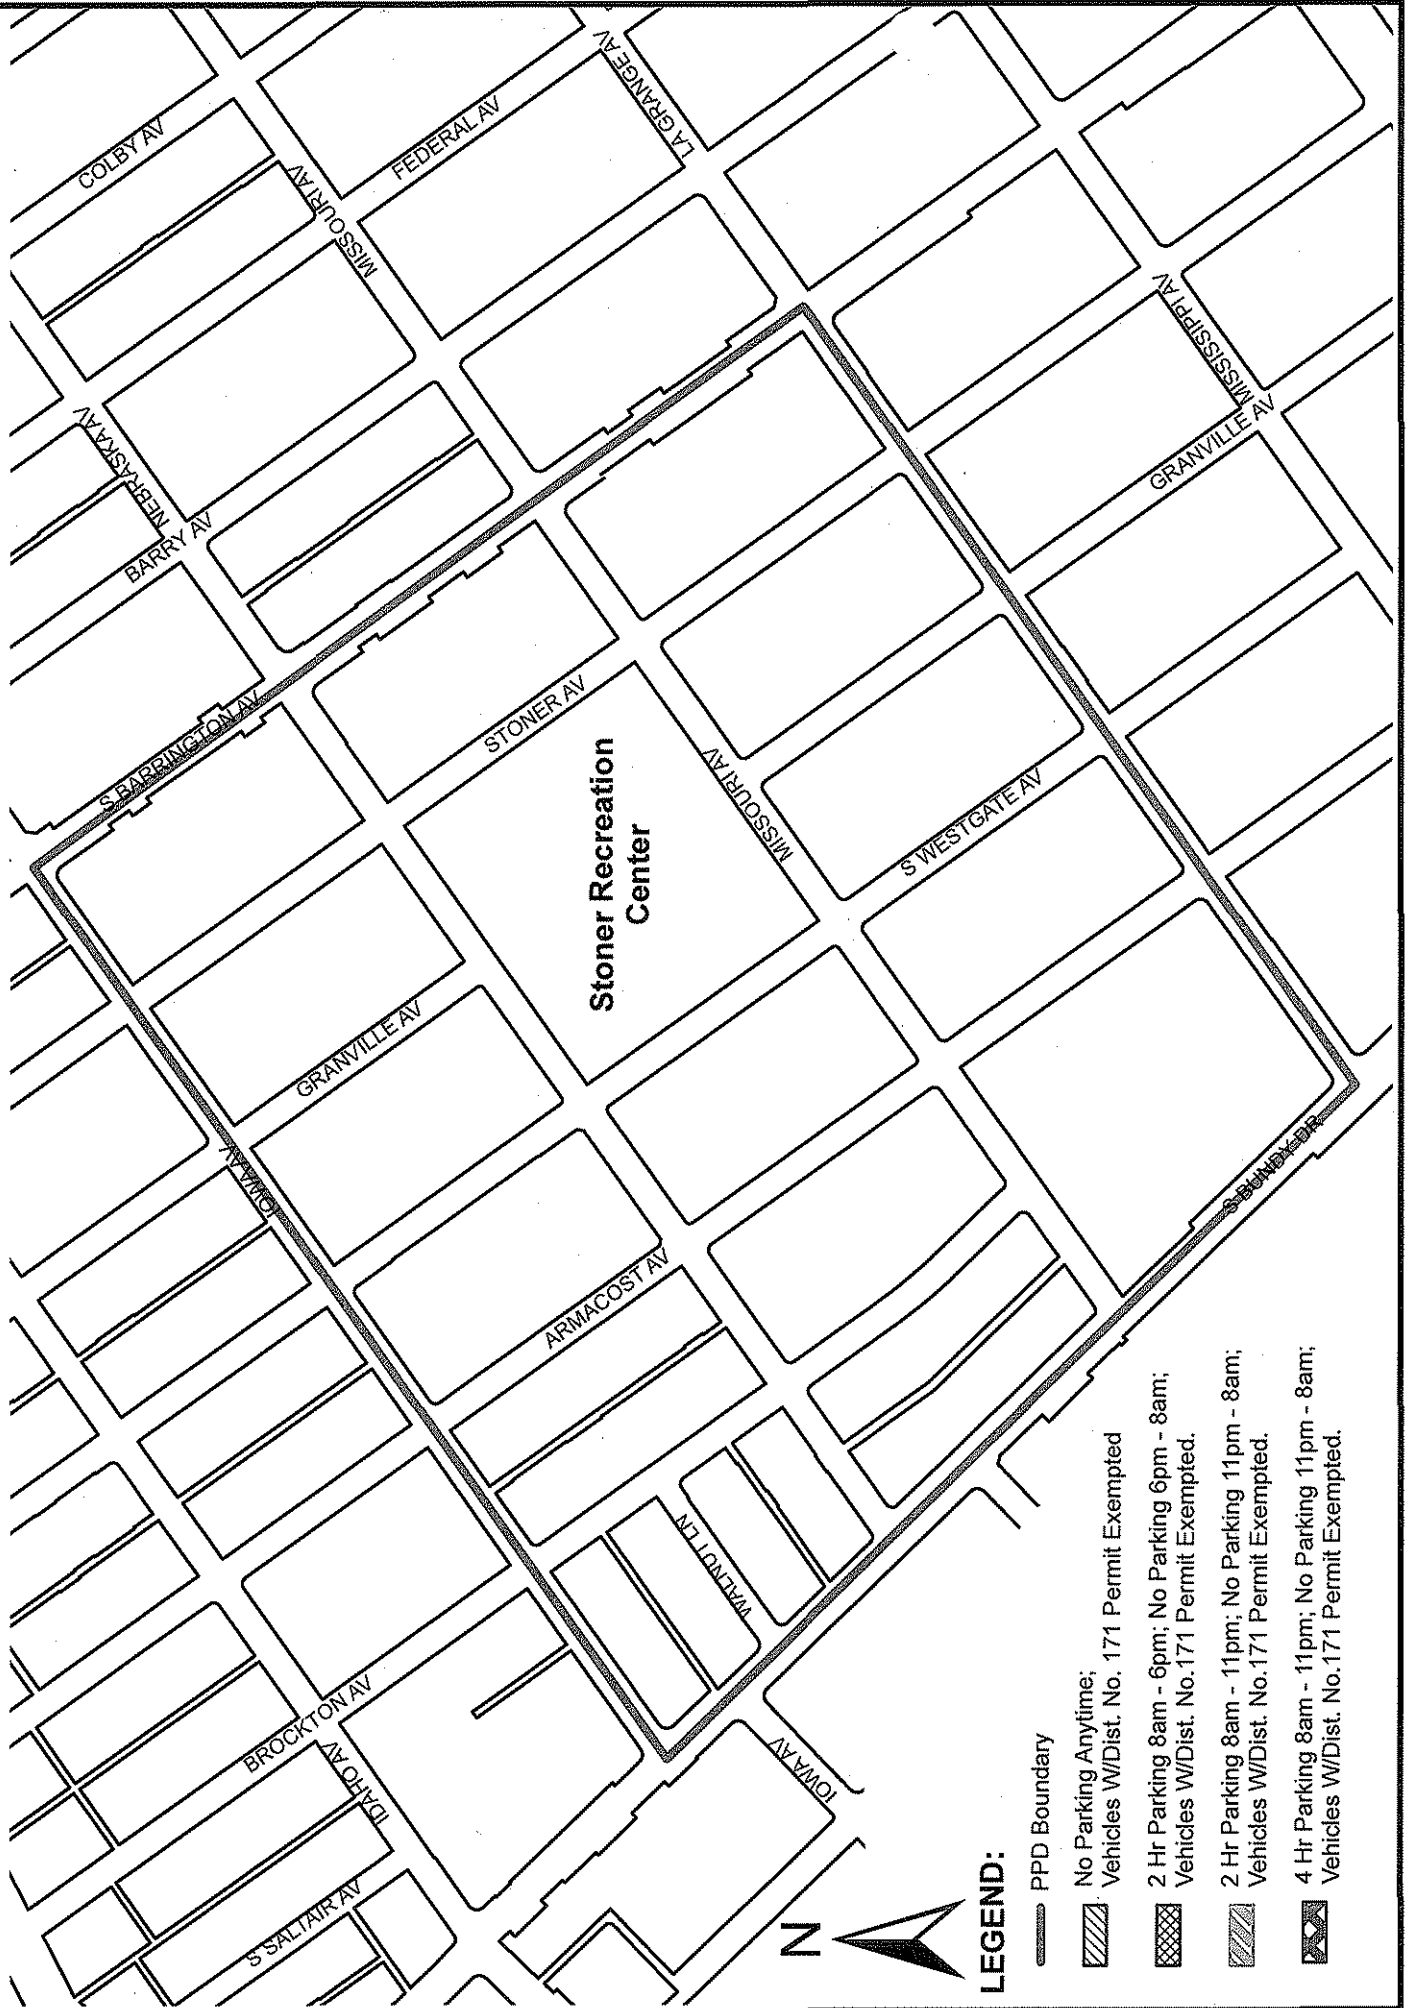 COLBY AV
MISSOURI AV
FEDERAL AV
LA GRANGE AV
NEBRASKA AV
BARRY AV
MISSISSIPPI AV
GRANVILLE AV
S BARRINGTON AV
STONER AV
Stoner Recreation
Center
MISSOURI AV
S WESTGATE AV
GRANVILLE AV
IOWA AV
ARMACOST AV
S BUNDY DR
WALNUT LN
BROCKTON AV
IDAHO AV
S SALTAIR AV
IOWA AV
N
LEGEND:
PPD Boundary
No Parking Anytime;
Vehicles W/Dist. No. 171 Permit Exempted
2 Hr Parking 8am - 6pm; No Parking 6pm - 8am;
Vehicles W/Dist. No.171 Permit Exempted.
2 Hr Parking 8am - 11pm; No Parking 11pm - 8am;
Vehicles W/Dist. No.171 Permit Exempted.
4 Hr Parking 8am - 11pm; No Parking 11pm - 8am;
Vehicles W/Dist. No.171 Permit Exempted.